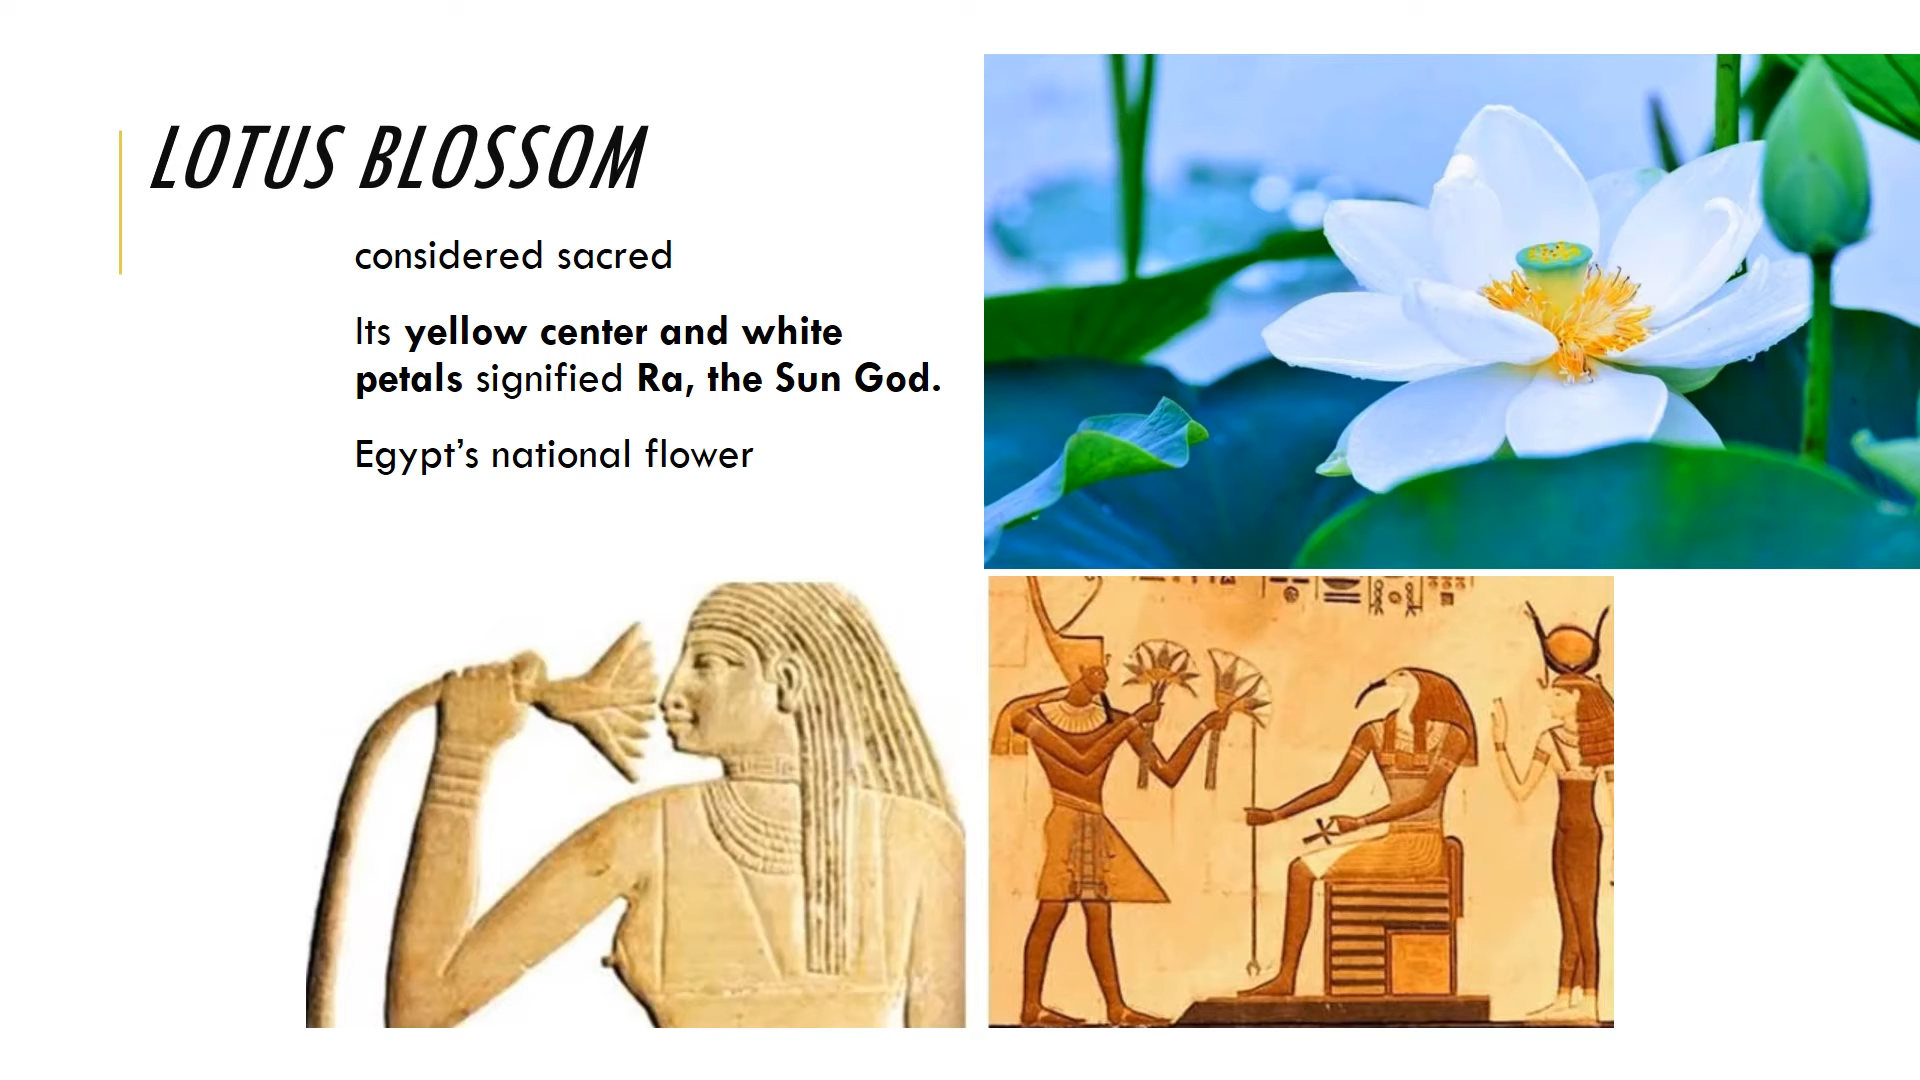 LOTUS BLOSSOM
considered sacred
Its yellow center and white
petals signified Ra, the Sun God.
Egypt’s national flower